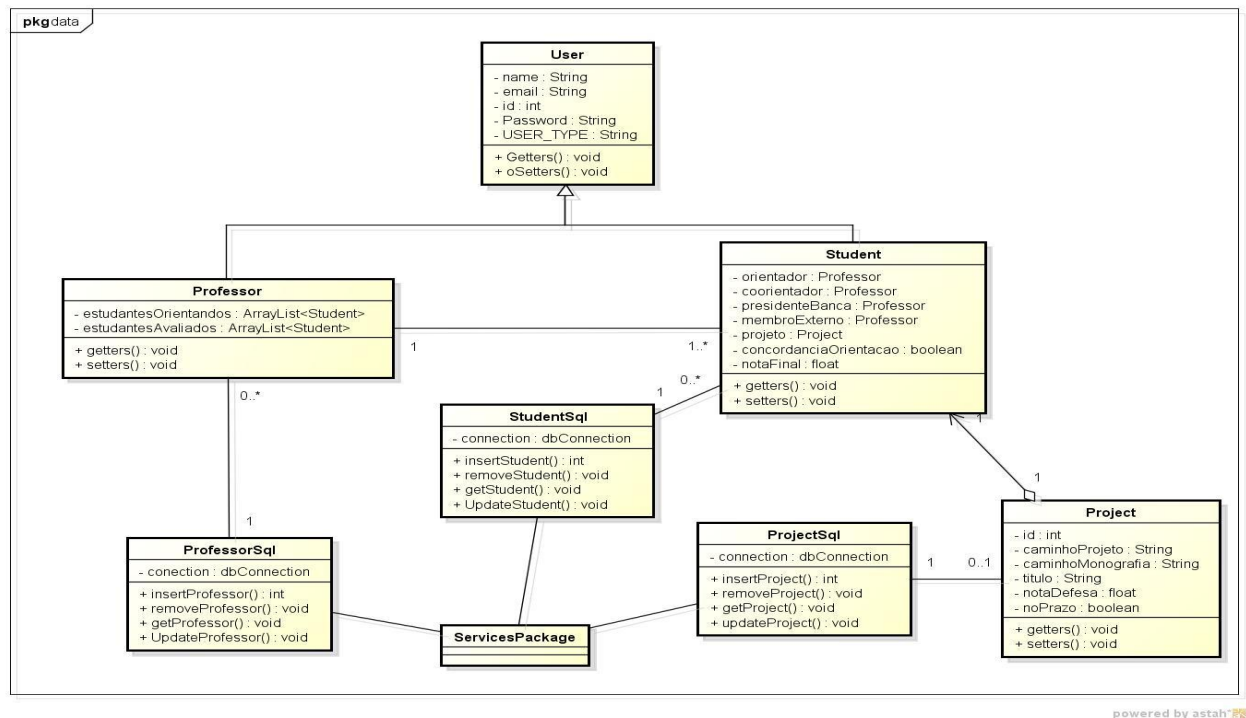 pkg data
User
- name : String
- email : String
- id : int
- Password : String
- USER_TYPE : String
+ Getters() : void
+ oSetters() : void
Professor
- estudantesOrientandos : ArrayList<Student>
- estudantesAvaliados : ArrayList<Student>
+ getters() : void
+ setters() : void
Student
- orientador : Professor
- coorientador : Professor
- presidenteBanca : Professor
- membroExterno : Professor
- projeto : Project
- concordanciaOrientacao : boolean
- notaFinal : float
+ getters() : void
+ setters() : void
1
1..*
0..*
1
0..*
1
StudentSql
- connection : dbConnection
+ insertStudent() : int
+ removeStudent() : void
+ getStudent() : void
+ UpdateStudent() : void
1
1
Project
- id : int
- caminhoProjeto : String
- caminhoMonografia : String
- titulo : String
- notaDefesa : float
- noPrazo : boolean
+ getters() : void
+ setters() : void
ProjectSql
- connection : dbConnection
+ insertProject() : int
+ removeProject() : void
+ getProject() : void
+ updateProject() : void
1
0..1
ProfessorSql
- conection : dbConnection
+ insertProfessor() : int
+ removeProfessor() : void
+ getProfessor() : void
+ UpdateProfessor() : void
ServicesPackage
powered by astah*